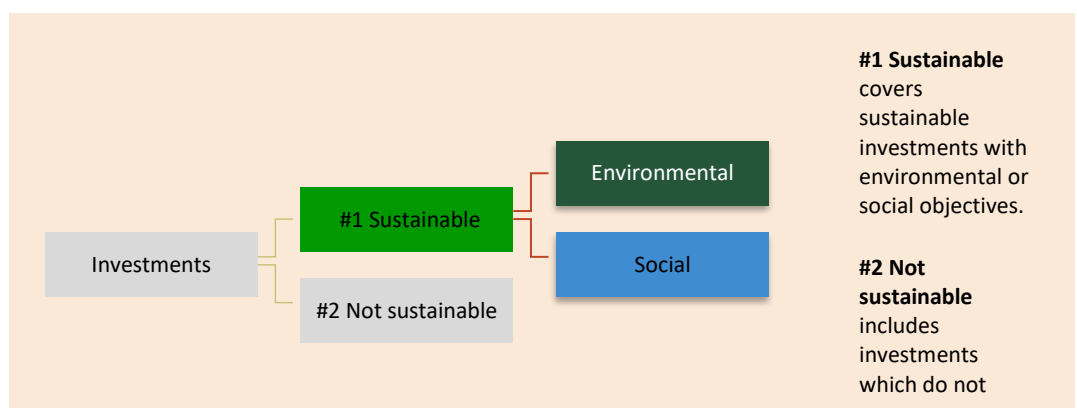 Investments
#1 Sustainable
#2 Not sustainable
Environmental
Social
#1 Sustainable
covers
sustainable
investments with
environmental or
social objectives.
#2 Not
sustainable
includes
investments
which do not